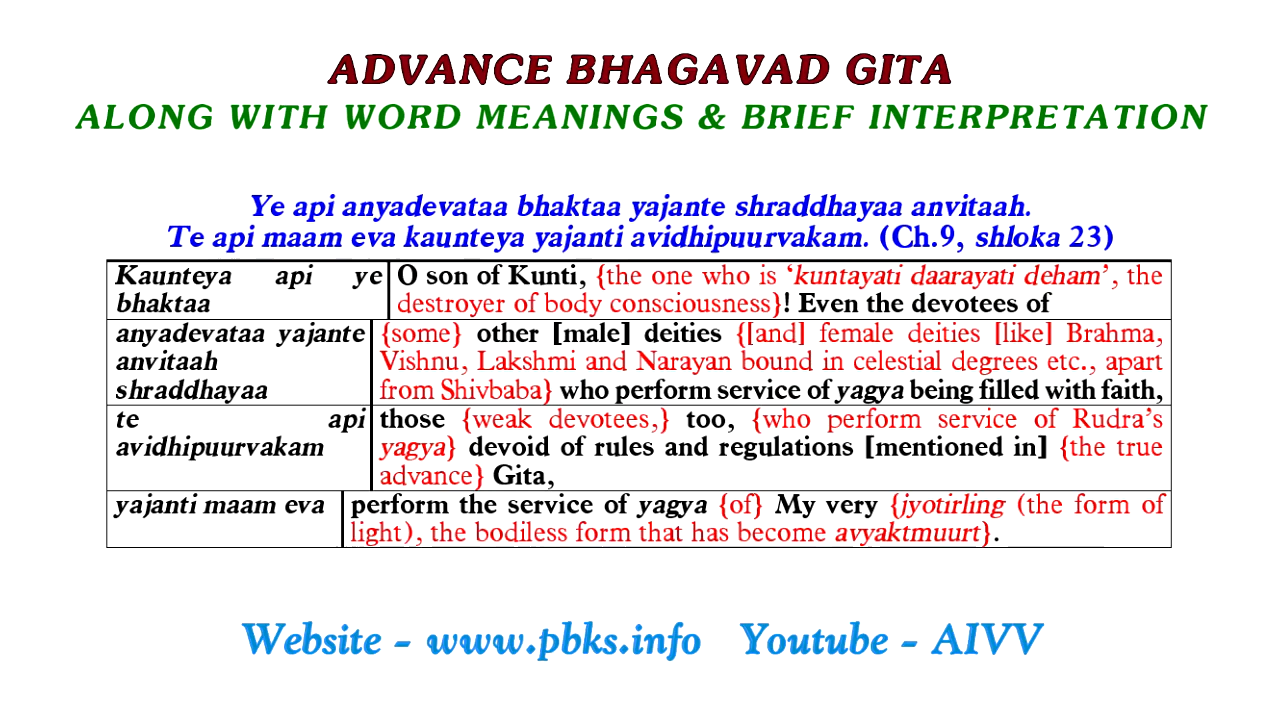 ADVANCE BHAGAVAD GITA
ALONG WITH WORD MEANINGS & BRIEF INTERPRETATION
Ye api anyadevataa bhaktaa yajante shraddhayaa anvitaah.
Te api maam eva kaunteya yajanti avidhipuurvakam. (Ch.9, shloka 23)
Kaunteya api ye
bhaktaa
O son of Kunti, {the one who is ‘kuntayati daarayati deham’, the
destroyer of body consciousness}! Even the devotees of
anyadevataa yajante
anvitaah
shraddhayaa
{some} other [male] deities {[and] female deities [like] Brahma,
Vishnu, Lakshmi and Narayan bound in celestial degrees etc., apart
from Shivbaba} who perform service of yagya being filled with faith,
te api
avidhipuurvakam
those {weak devotees,} too, {who perform service of Rudra’s
yagya} devoid of rules and regulations [mentioned in] {the true
advance} Gita,
yajanti maam eva
perform the service of yagya {of} My very {jyotirling (the form of
light), the bodiless form that has become avyaktmuurt}.
Website - www.pbks.info Youtube - AIVV